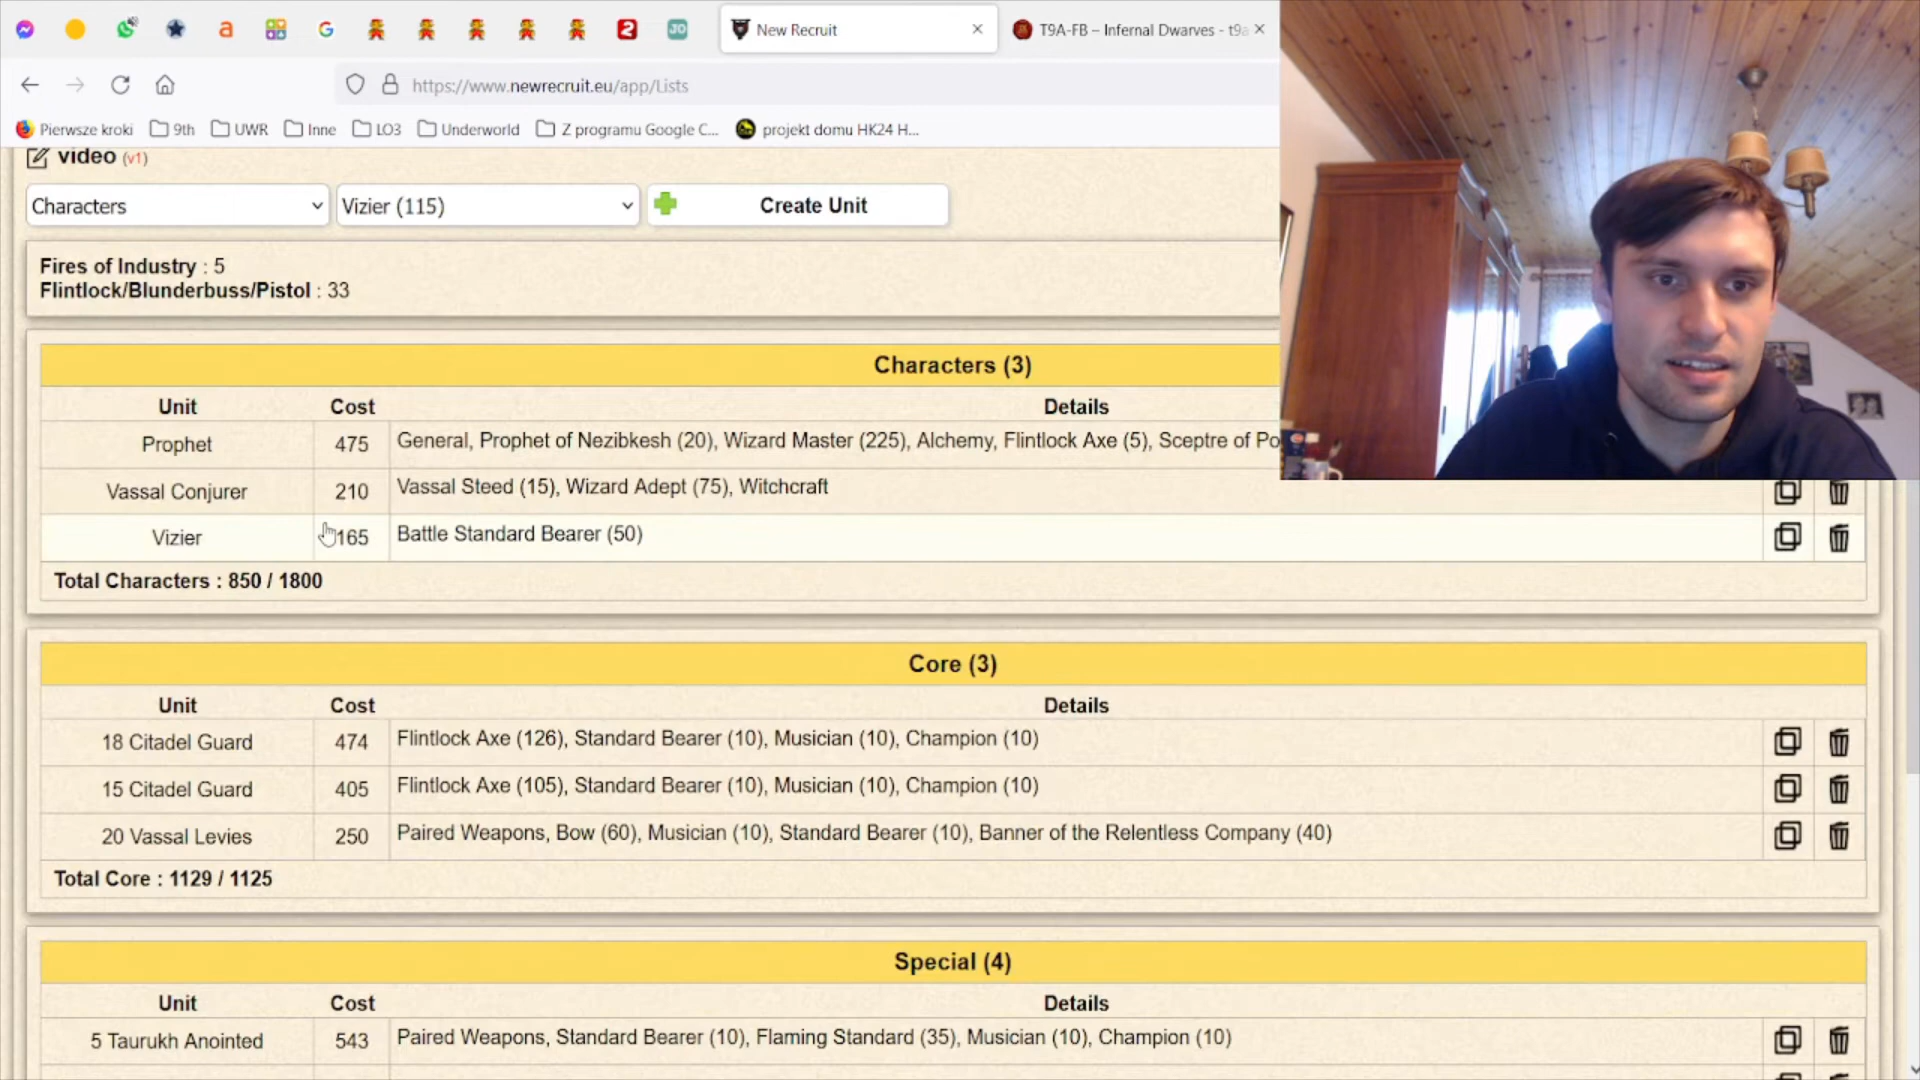 New Recruit
T9A-FB – Infernal Dwarves - t9a
https://www.newrecruit.eu/app/Lists
Pierwsze kroki 9th UWR Inne LO3 Underworld Z programu Google C... projekt domu HK24 H...
video (v1)
Characters Vizier (115) Create Unit
Fires of Industry : 5
Flintlock/Blunderbuss/Pistol : 33
Characters (3)
Unit Cost Details
Prophet 475 General, Prophet of Nezibkesh (20), Wizard Master (225), Alchemy, Flintlock Axe (5), Sceptre of Po
Vassal Conjurer 210 Vassal Steed (15), Wizard Adept (75), Witchcraft
Vizier 165 Battle Standard Bearer (50)
Total Characters : 850 / 1800
Core (3)
Unit Cost Details
18 Citadel Guard 474 Flintlock Axe (126), Standard Bearer (10), Musician (10), Champion (10)
15 Citadel Guard 405 Flintlock Axe (105), Standard Bearer (10), Musician (10), Champion (10)
20 Vassal Levies 250 Paired Weapons, Bow (60), Musician (10), Standard Bearer (10), Banner of the Relentless Company (40)
Total Core : 1129 / 1125
Special (4)
Unit Cost Details
5 Taurukh Anointed 543 Paired Weapons, Standard Bearer (10), Flaming Standard (35), Musician (10), Champion (10)